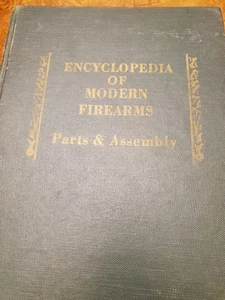 ENCYCLOPEDIA
OF
MODERN
FIREARMS
Parts & Assembly